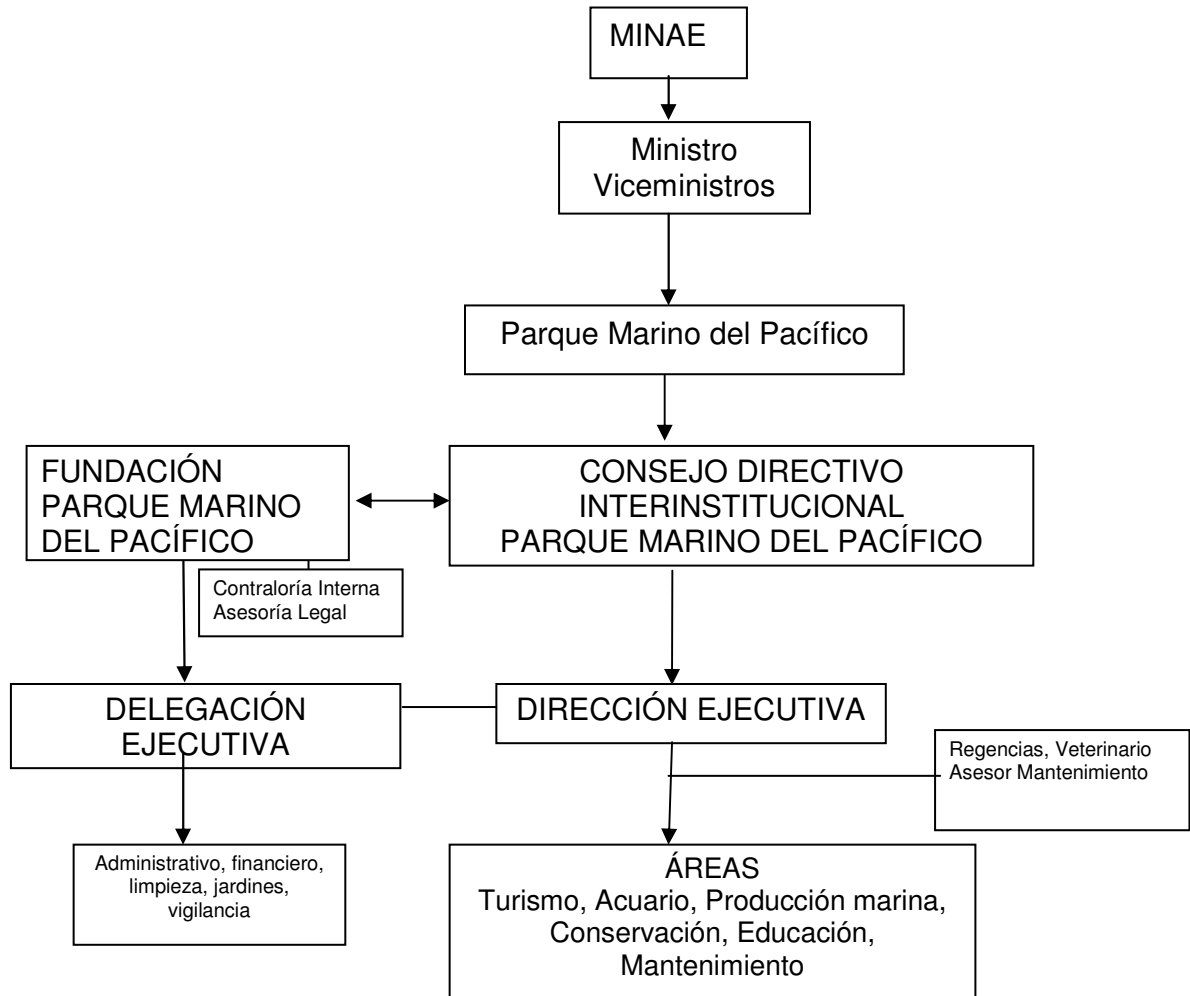 MINAE
Ministro
Viceministros
Parque Marino del Pacífico
FUNDACIÓN
PARQUE MARINO
DEL PACÍFICO
CONSEJO DIRECTIVO
INTERINSTITUCIONAL
PARQUE MARINO DEL PACÍFICO
Contraloría Interna
Asesoría Legal
DELEGACIÓN
EJECUTIVA
DIRECCIÓN EJECUTIVA
Regencias, Veterinario
Asesor Mantenimiento
Administrativo, financiero,
limpieza, jardines,
vigilancia
ÁREAS
Turismo, Acuario, Producción marina,
Conservación, Educación,
Mantenimiento